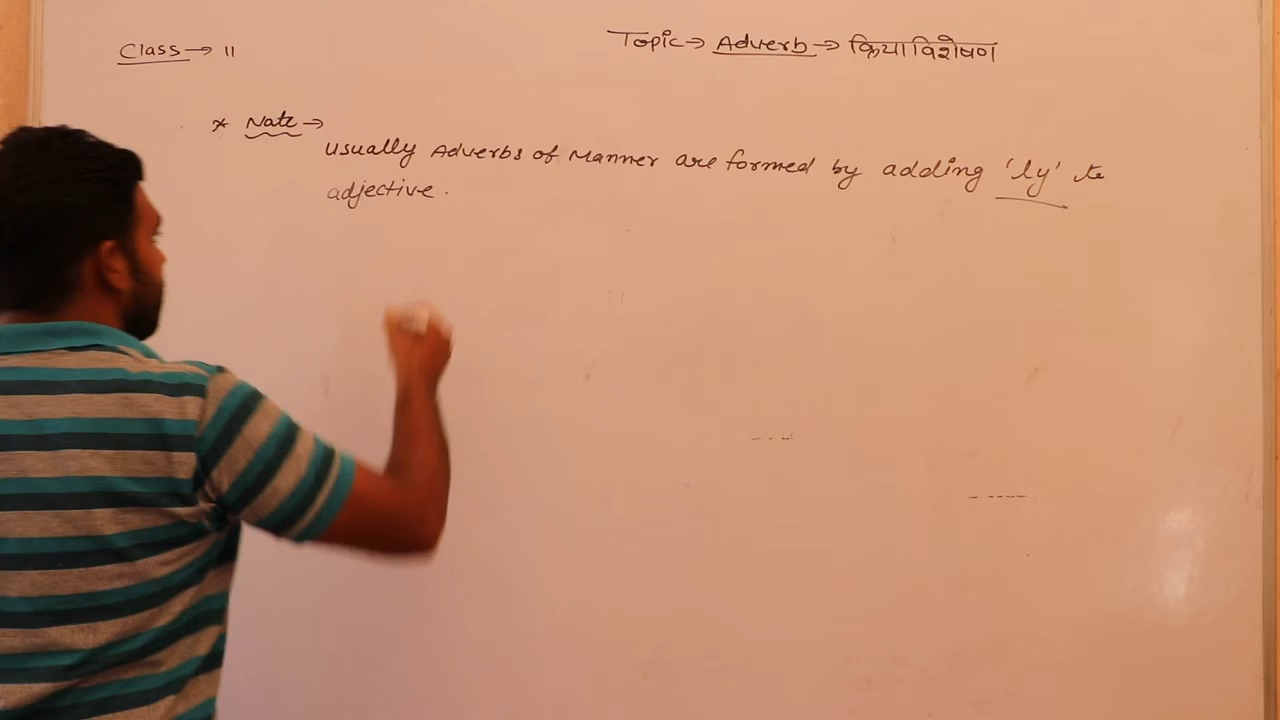 Class → 11
Topic → Adverb → क्रियाविशेषण
* Note →
Usually Adverbs of Manner are formed by adding 'ly' to
adjective.